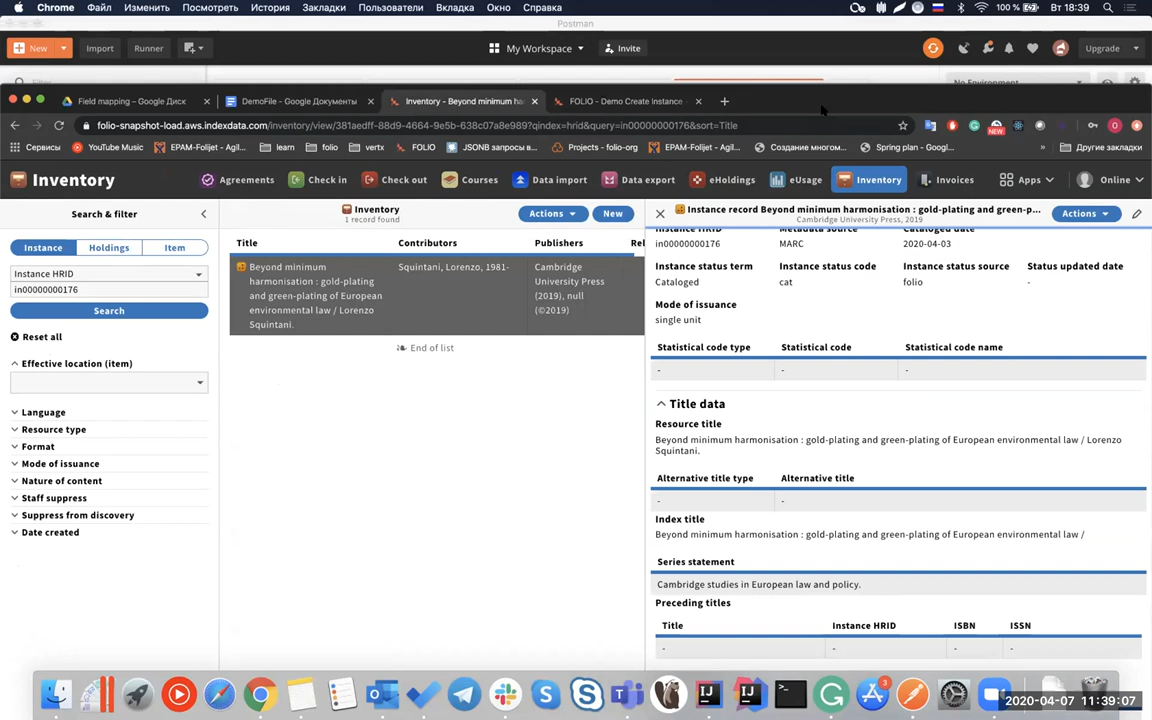 Chrome Файл Изменить Посмотреть История Закладки Пользователи Вкладка Окно Справка 100 % Вт 18:39
Postman
New Import Runner My Workspace Invite Upgrade
Filter No Environment
Field mapping – Google Диск DemoFile - Google Документы Inventory - Beyond minimum ha FOLIO - Demo Create Instance
folio-snapshot-load.aws.indexdata.com/inventory/view/381aedff-88d9-4664-9e5b-638c07a8e989?qindex=hrid&query=in00000000176&sort=Title
NEW
Сервисы YouTube Music EPAM-Folijet - Agil... learn folio vertx FOLIO JSONB запросы в... Projects · folio-org EPAM-Folijet - Agil... Создание многом... Spring plan - Googl... » Другие закладки
Inventory Agreements Check in Check out Courses Data import Data export eHoldings eUsage Inventory Invoices Apps Online
Search & filter
Inventory
1 record found
Actions New
Instance record Beyond minimum harmonisation : gold-plating and green-p...
Cambridge University Press, 2019
Actions
Instance Holdings Item
Instance HRID
in00000000176
Search
Reset all
Effective location (item)
Language
Resource type
Format
Mode of issuance
Nature of content
Staff suppress
Suppress from discovery
Date created
Title Contributors Publishers Rel
Beyond minimum harmonisation : gold-plating and green-plating of European environmental law / Lorenzo Squintani.
Squintani, Lorenzo, 1981-
Cambridge University Press (2019), null (©2019)
End of list
Instance HRID Metadata source Cataloged date
in00000000176 MARC 2020-04-03
Instance status term Instance status code Instance status source Status updated date
Cataloged cat folio -
Mode of issuance
single unit
Statistical code type Statistical code Statistical code name
- - -
Title data
Resource title
Beyond minimum harmonisation : gold-plating and green-plating of European environmental law / Lorenzo
Squintani.
Alternative title type Alternative title
- -
Index title
Beyond minimum harmonisation : gold-plating and green-plating of European environmental law /
Series statement
Cambridge studies in European law and policy.
Preceding titles
Title Instance HRID ISBN ISSN
- - - -
3
2020-04-07 11:39:07